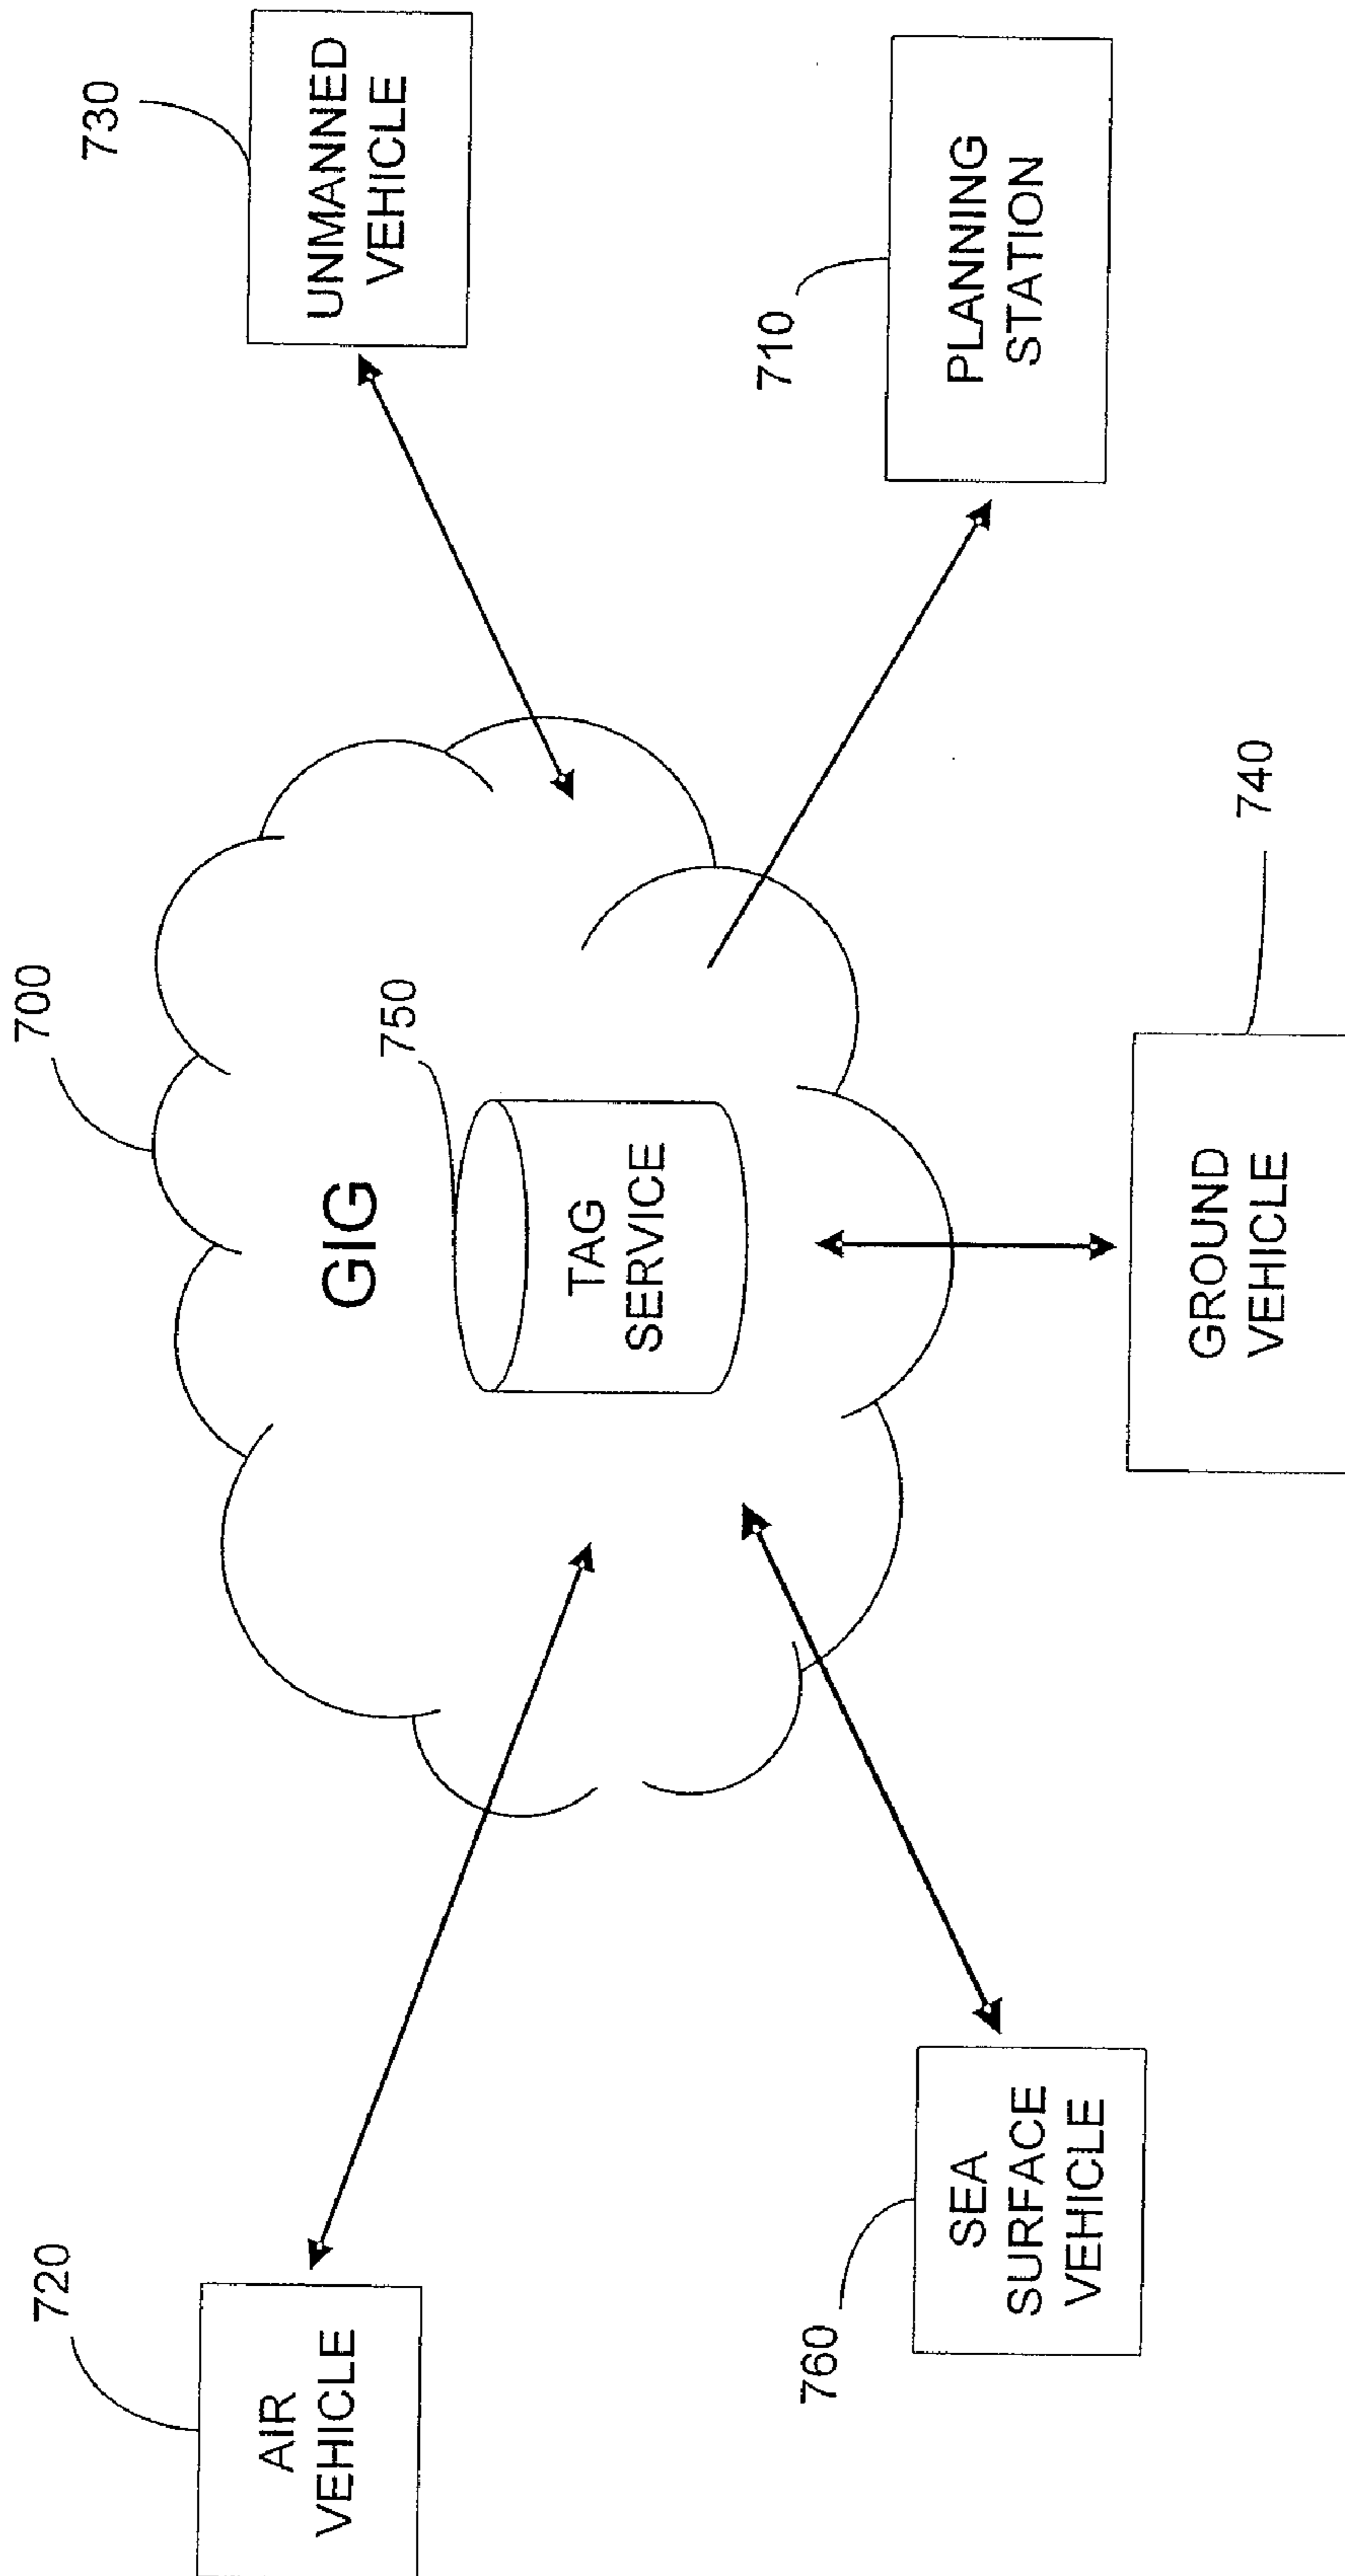 700
GIG
750
TAG
SERVICE
720
AIR
VEHICLE
730
UNMANNED
VEHICLE
760
SEA
SURFACE
VEHICLE
710
PLANNING
STATION
740
GROUND
VEHICLE